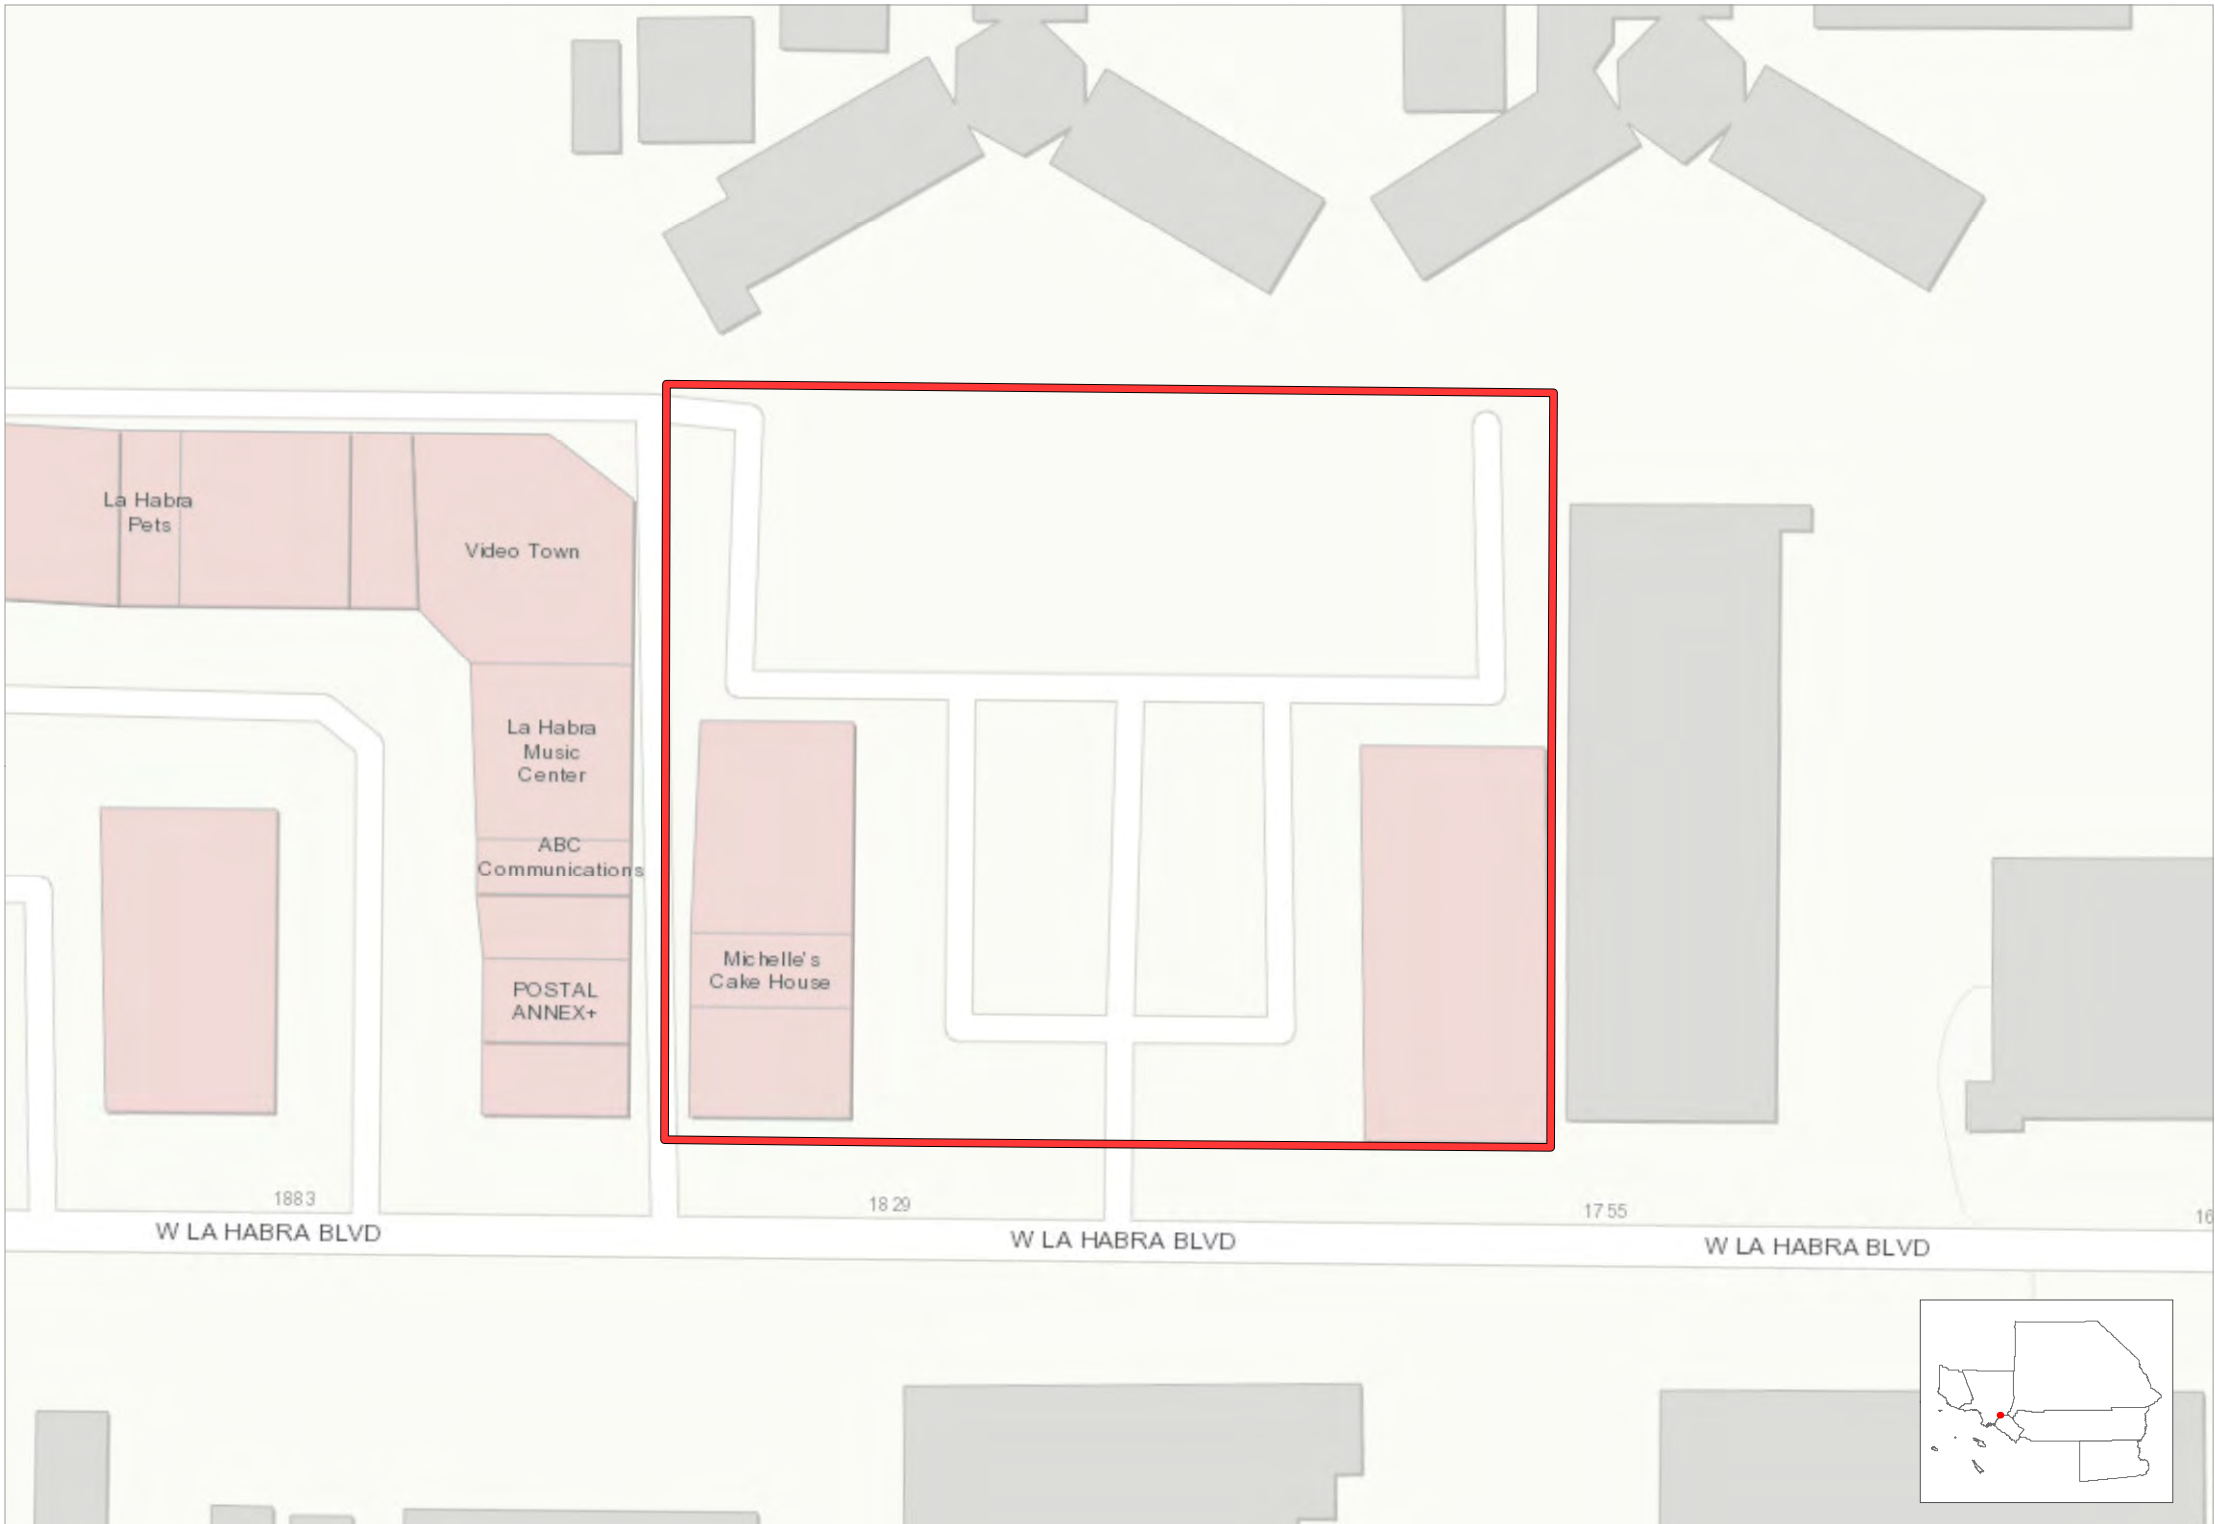 La Habra
Pets
Video Town
La Habra
Music
Center
ABC
Communications
Michelle's
Cake House
POSTAL
ANNEX+
1883
1829
1755
16
W LA HABRA BLVD
W LA HABRA BLVD
W LA HABRA BLVD